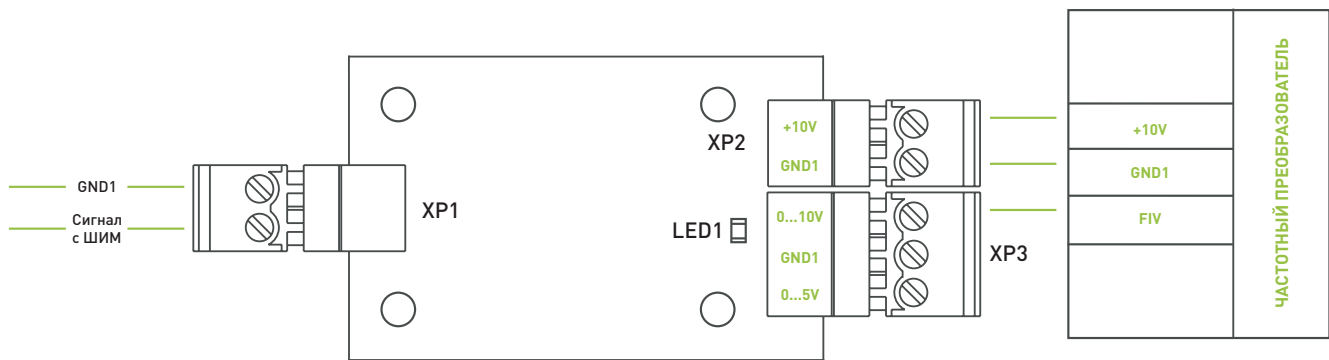 GND1
Сигнал
с ШИМ
XP1
XP2
+10V
GND1
LED1
0...10V
GND1
0...5V
XP3
+10V
GND1
FIV
ЧАСТОТНЫЙ ПРЕОБРАЗОВАТЕЛЬ